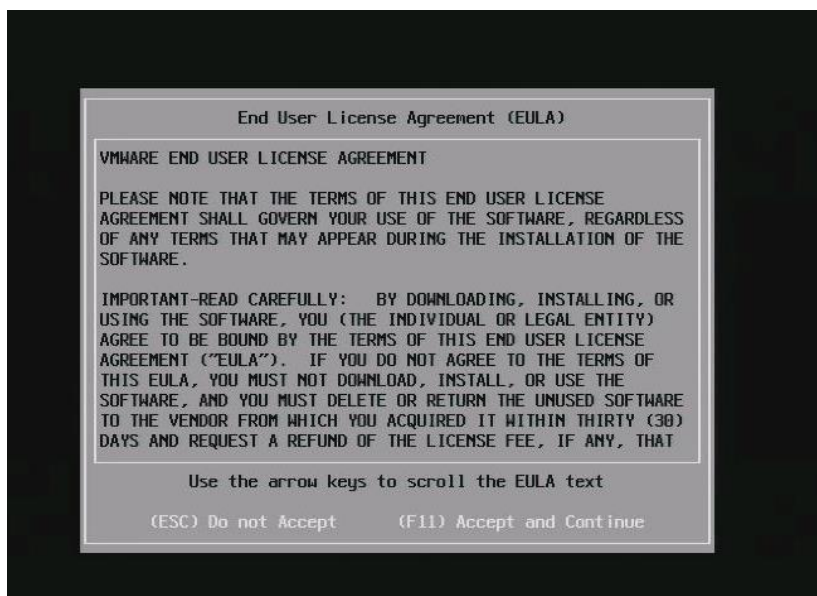 End User License Agreement (EULA)
VMWARE END USER LICENSE AGREEMENT
PLEASE NOTE THAT THE TERMS OF THIS END USER LICENSE
AGREEMENT SHALL GOVERN YOUR USE OF THE SOFTWARE, REGARDLESS
OF ANY TERMS THAT MAY APPEAR DURING THE INSTALLATION OF THE
SOFTWARE.
IMPORTANT-READ CAREFULLY:   BY DOWNLOADING, INSTALLING, OR
USING THE SOFTWARE, YOU (THE INDIVIDUAL OR LEGAL ENTITY)
AGREE TO BE BOUND BY THE TERMS OF THIS END USER LICENSE
AGREEMENT ("EULA").  IF YOU DO NOT AGREE TO THE TERMS OF
THIS EULA, YOU MUST NOT DOWNLOAD, INSTALL, OR USE THE
SOFTWARE, AND YOU MUST DELETE OR RETURN THE UNUSED SOFTWARE
TO THE VENDOR FROM WHICH YOU ACQUIRED IT WITHIN THIRTY (30)
DAYS AND REQUEST A REFUND OF THE LICENSE FEE, IF ANY, THAT
Use the arrow keys to scroll the EULA text
(ESC) Do not Accept (F11) Accept and Continue